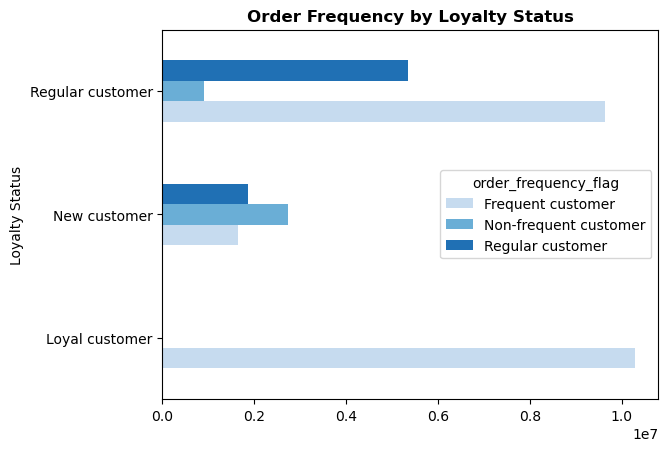 Order Frequency by Loyalty Status
Loyalty Status
Regular customer
New customer
Loyal customer
order_frequency_flag
Frequent customer
Non-frequent customer
Regular customer
0.0 0.2 0.4 0.6 0.8 1.0
1e7